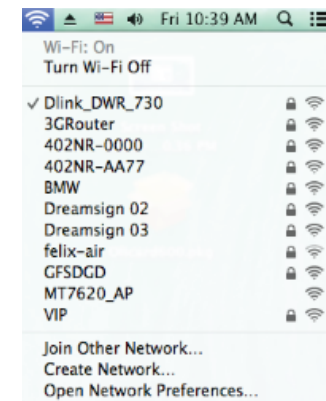 Fri 10:39 AM
Wi-Fi: On
Turn Wi-Fi Off
Dlink_DWR_730
3GRouter
402NR-0000
402NR-AA77
BMW
Dreamsign 02
Dreamsign 03
felix-air
GFSDGD
MT7620_AP
VIP
Join Other Network...
Create Network...
Open Network Preferences...